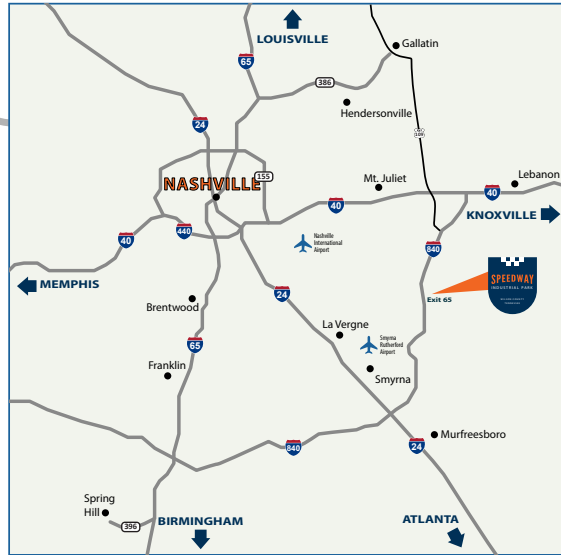 LOUISVILLE
65
Gallatin
386
Hendersonville
24
109
155
NASHVILLE
Mt. Juliet
Lebanon
40
40
KNOXVILLE
440
40
Nashville
International
Airport
840
MEMPHIS
SPEEDWAY
INDUSTRIAL PARK
Exit 65
24
Brentwood
La Vergne
65
Smyrna
Rutherford
Airport
Franklin
Smyrna
Murfreesboro
840
24
Spring
Hill
396
BIRMINGHAM
ATLANTA